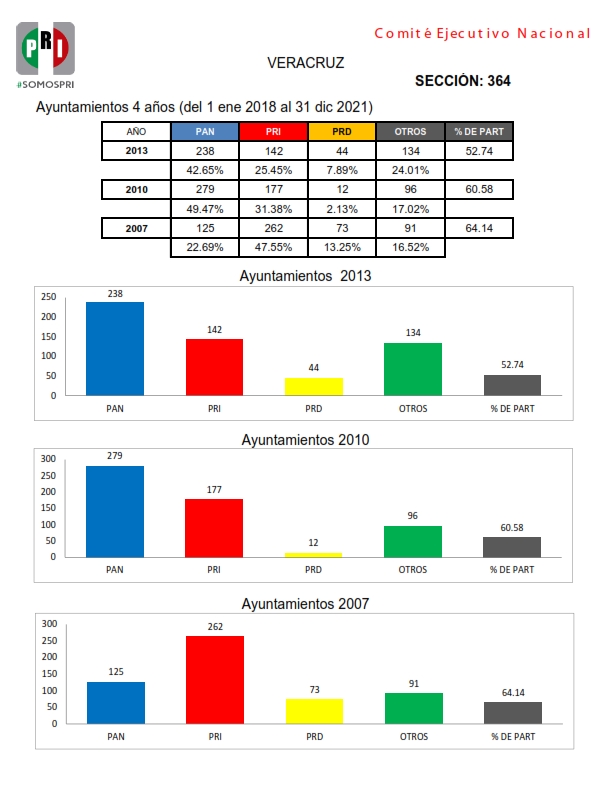 Comité Ejecutivo Nacional
PRI
#SOMOSPRI
VERACRUZ
SECCIÓN: 364
Ayuntamientos 4 años (del 1 ene 2018 al 31 dic 2021)
AÑO PAN PRI PRD OTROS % DE PART
2013 238 142 44 134 52.74
42.65% 25.45% 7.89% 24.01%
2010 279 177 12 96 60.58
49.47% 31.38% 2.13% 17.02%
2007 125 262 73 91 64.14
22.69% 47.55% 13.25% 16.52%
Ayuntamientos 2013
250
200
150
100
50
0
238 142 44 134 52.74
PAN PRI PRD OTROS % DE PART
Ayuntamientos 2010
300
250
200
150
100
50
0
279 177 12 96 60.58
PAN PRI PRD OTROS % DE PART
Ayuntamientos 2007
300
250
200
150
100
50
0
125 262 73 91 64.14
PAN PRI PRD OTROS % DE PART